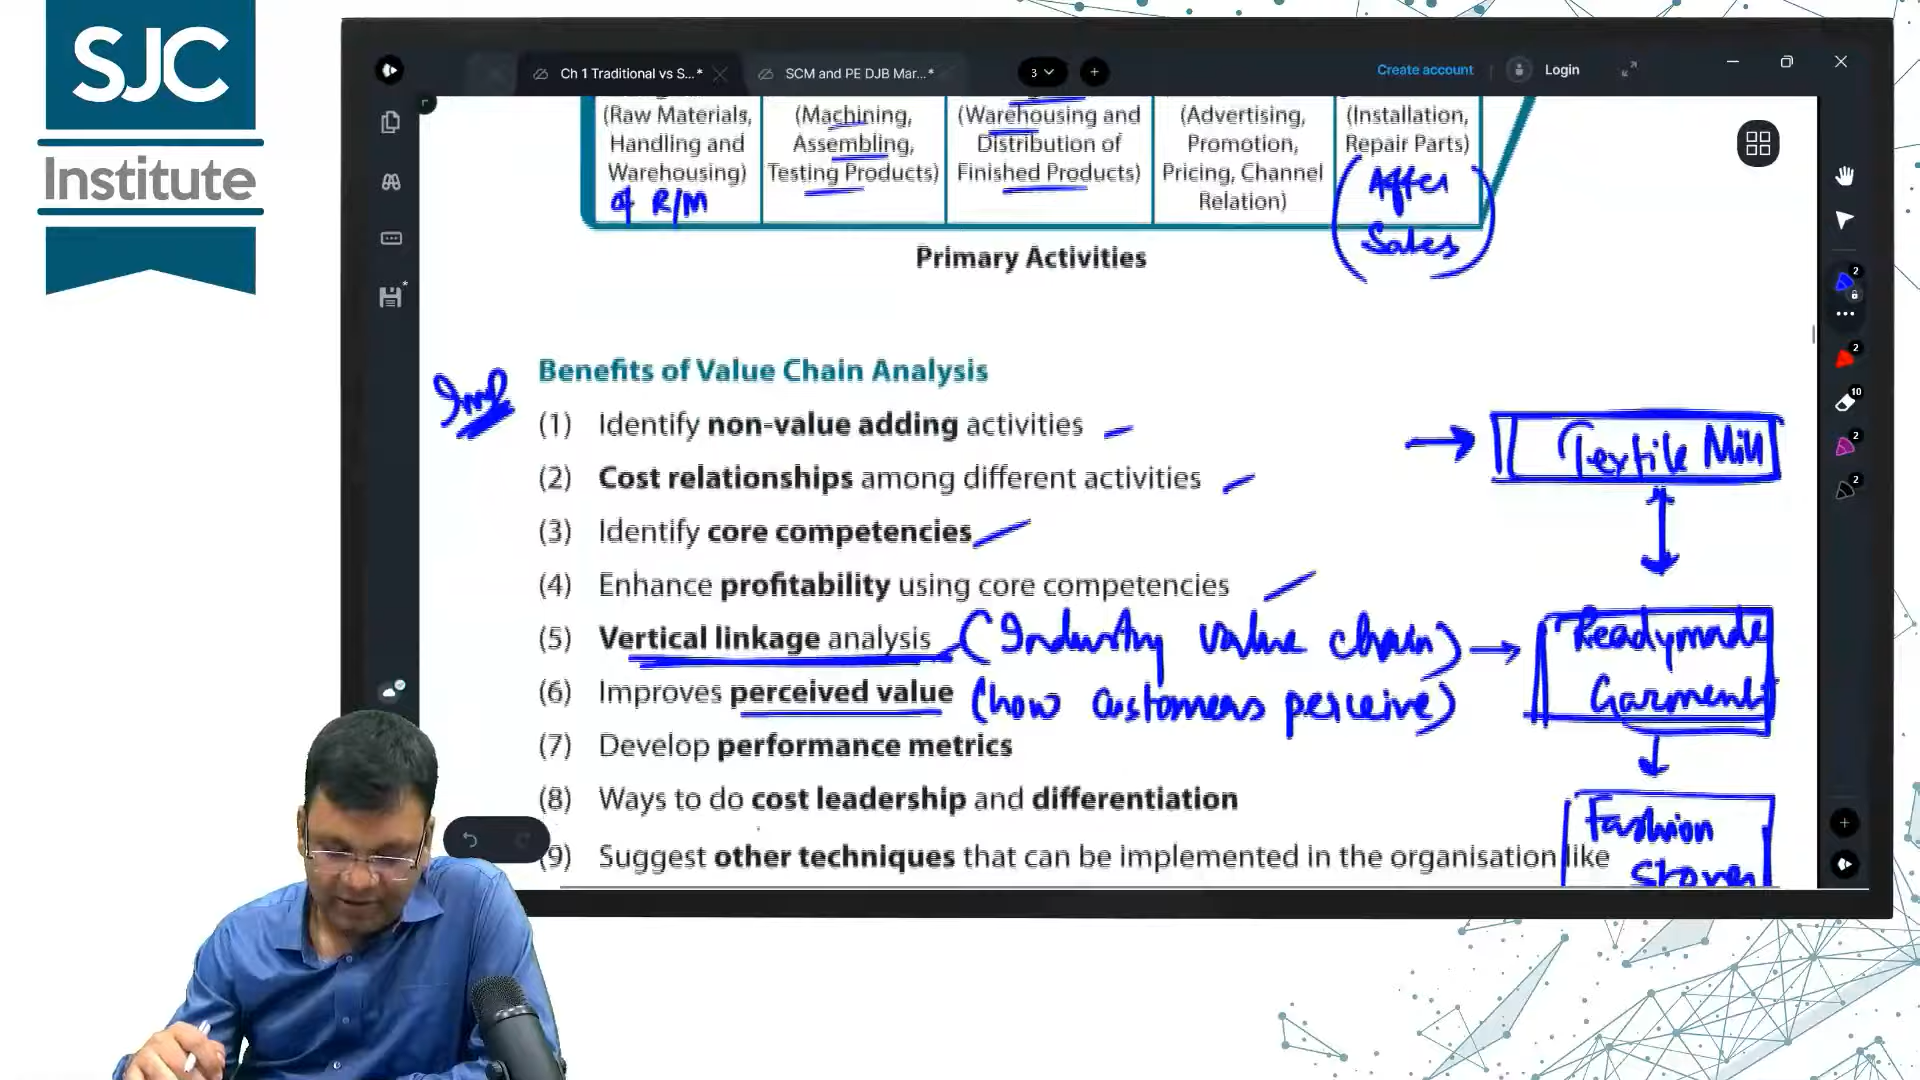 SJC
Institute
Ch 1 Traditional vs S...*
SCM and PE DJB Mar...*
3
Create account
Login
(Raw Materials, Handling and Warehousing)
of R/M
(Machining, Assembling, Testing Products)
(Warehousing and Distribution of Finished Products)
(Advertising, Promotion, Pricing, Channel Relation)
(Installation, Repair Parts)
(After Sales)
Primary Activities
Imp
Benefits of Value Chain Analysis
(1) Identify non-value adding activities
(2) Cost relationships among different activities
(3) Identify core competencies
(4) Enhance profitability using core competencies
(5) Vertical linkage analysis (Industry value chain)
(6) Improves perceived value (how customers perceive)
(7) Develop performance metrics
(8) Ways to do cost leadership and differentiation
(9) Suggest other techniques that can be implemented in the organisation like
Textile Mill
Readymade
Garments
Fashion
Stores
2
2
10
2
2